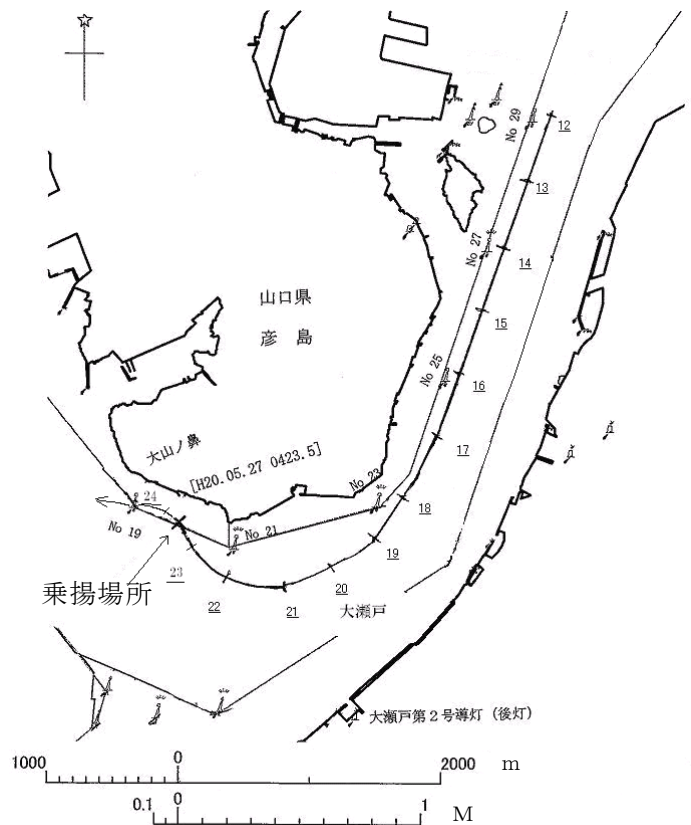 No 29
12
13
No 27
14
山口県
彦 島
15
No 25
16
17
大山ノ鼻
[H20.05.27 0423.5]
No 23
24
18
No 19
No 21
19
23
20
乗揚場所
22
21
大瀬戸
大瀬戸第2号導灯 (後灯)
1000 0 2000 m
0.1 0 1 M